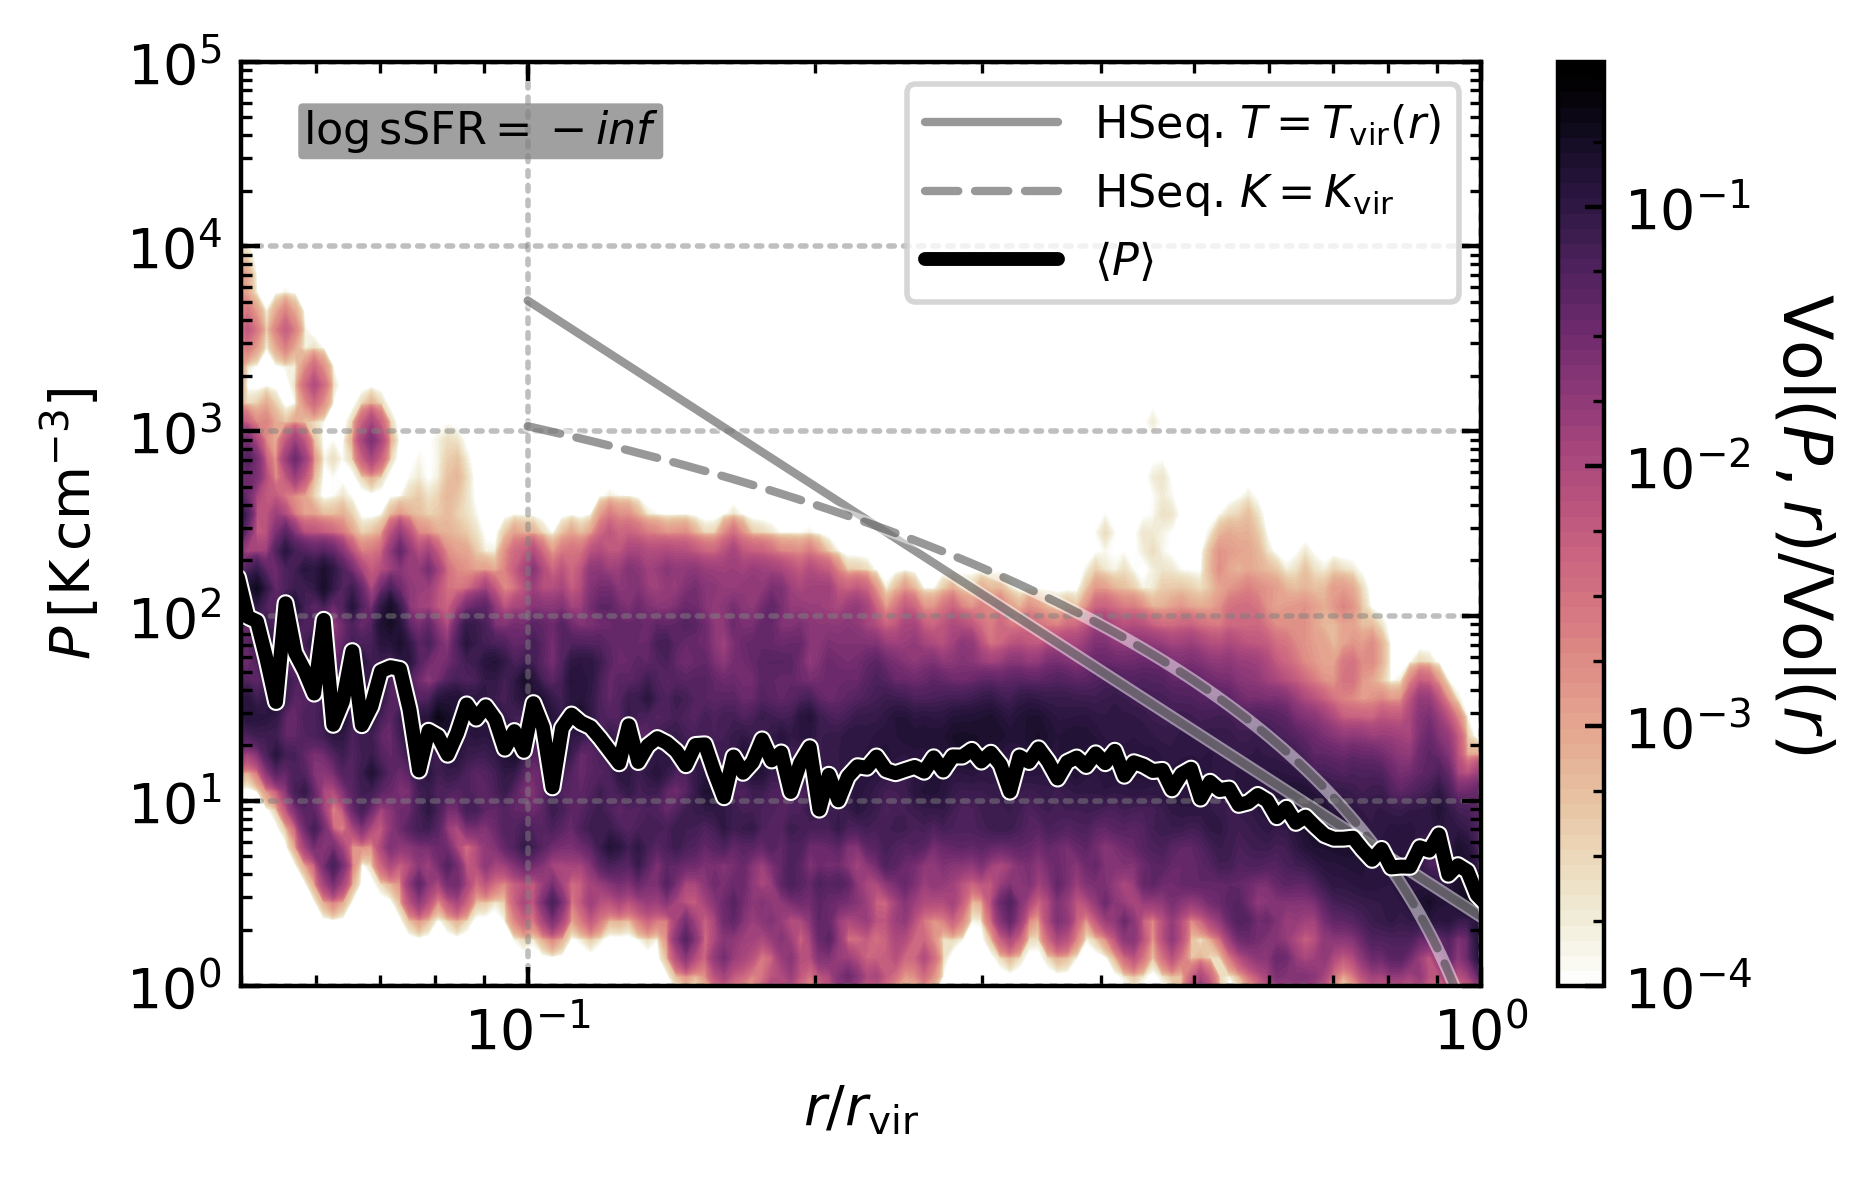 log sSFR = −inf
HSeq. T = T_vir(r)
HSeq. K = K_vir
⟨P⟩
10^5
10^4
10^3
10^2
10^1
10^0
P [K cm^−3]
10^−1
10^0
r/r_vir
10^−1
10^−2
10^−3
10^−4
Vol(P, r)/Vol(r)